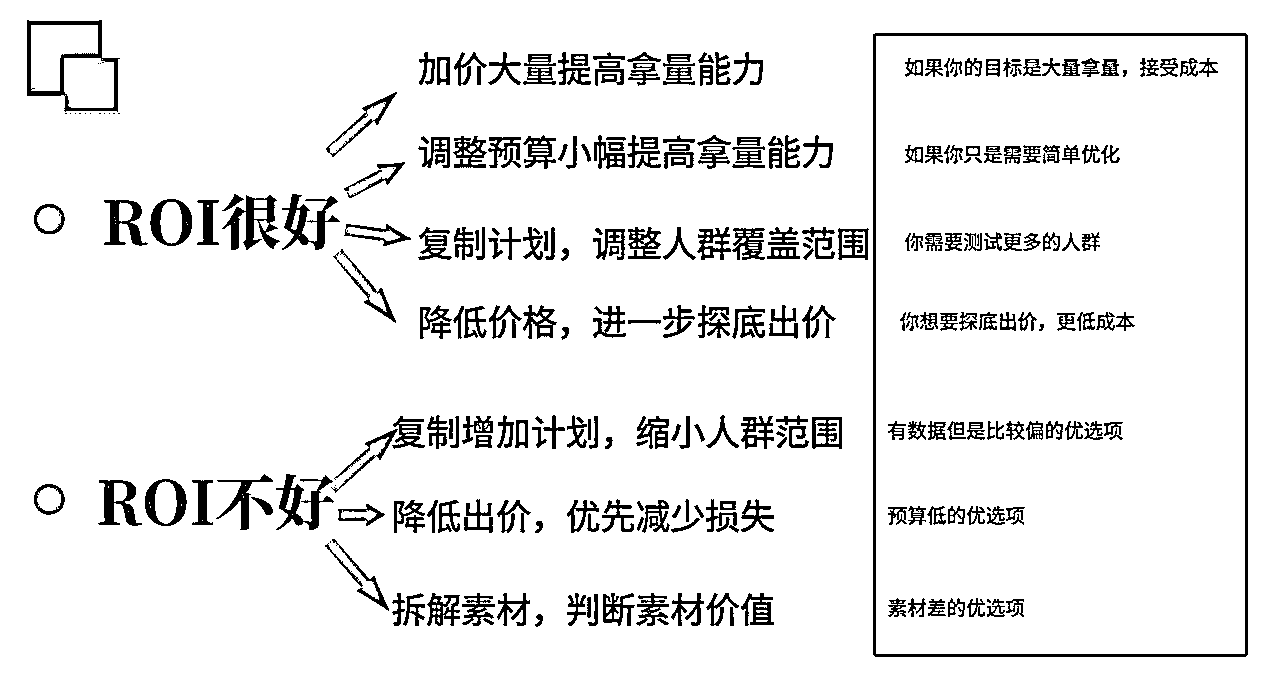 加价大量提高拿量能力
如果你的目标是大量拿量，接受成本
调整预算小幅提高拿量能力
如果你只是需要简单优化
ROI很好
复制计划，调整人群覆盖范围
你需要测试更多的人群
降低价格，进一步探底出价
你想要探底出价，更低成本
复制增加计划，缩小人群范围
有数据但是比较偏的优选项
ROI不好
降低出价，优先减少损失
预算低的优选项
拆解素材，判断素材价值
素材差的优选项